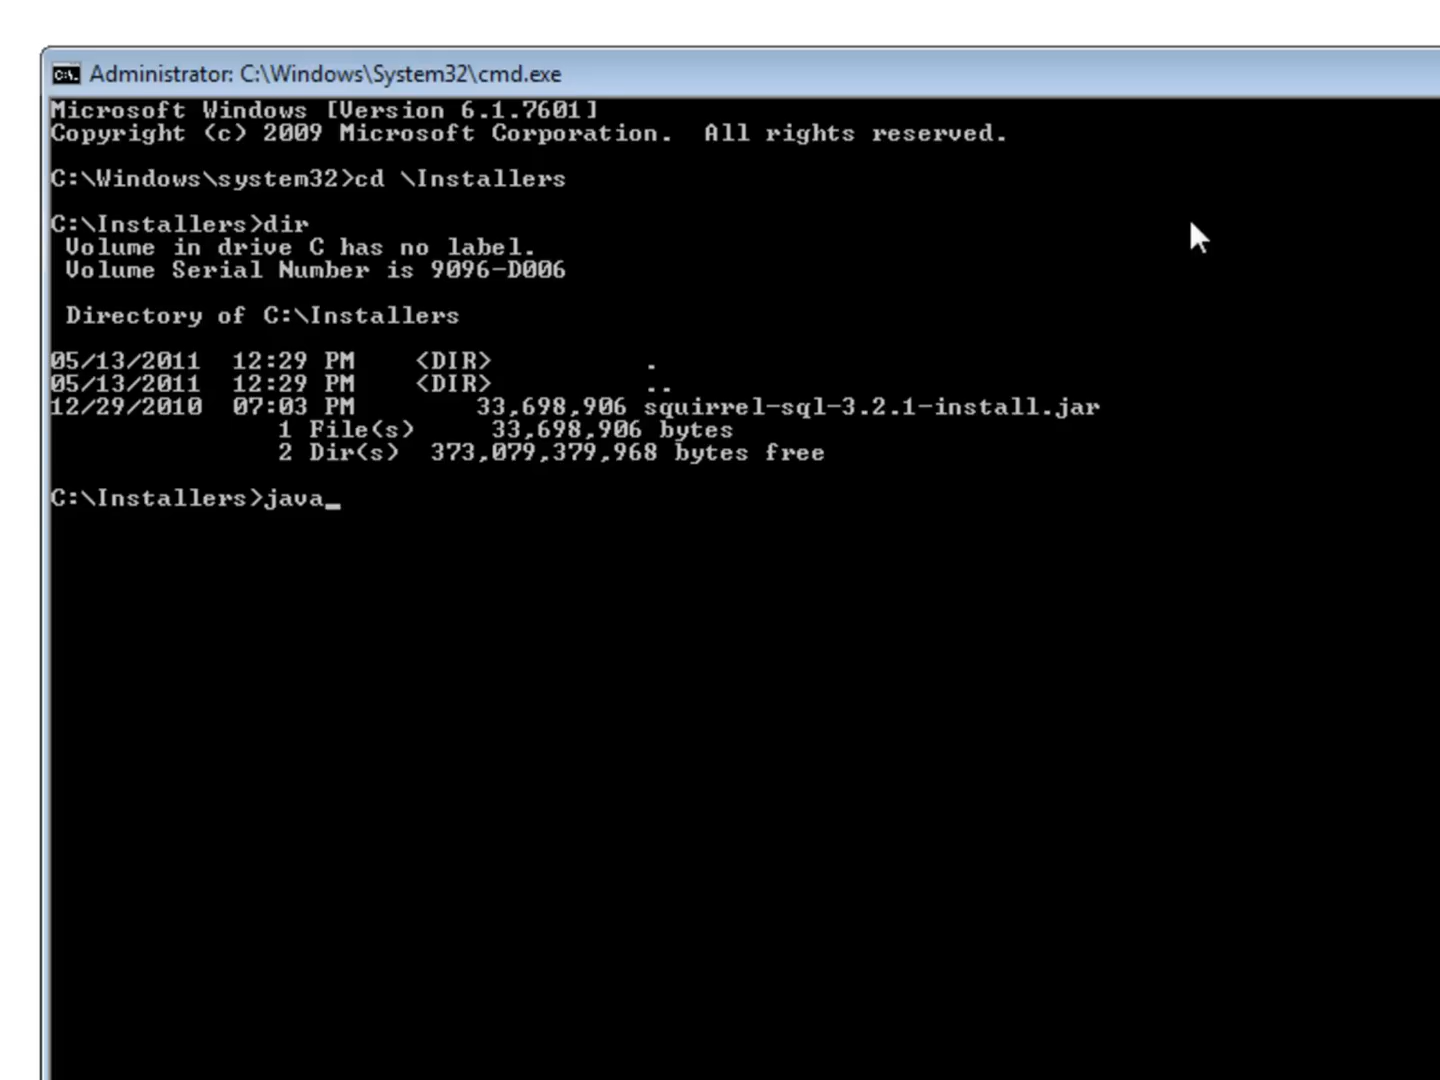 Administrator: C:\Windows\System32\cmd.exe
Microsoft Windows [Version 6.1.7601]
Copyright (c) 2009 Microsoft Corporation.  All rights reserved.
C:\Windows\system32>cd \Installers
C:\Installers>dir
 Volume in drive C has no label.
 Volume Serial Number is 9096-D006
 Directory of C:\Installers
05/13/2011  12:29 PM    <DIR>          .
05/13/2011  12:29 PM    <DIR>          ..
12/29/2010  07:03 PM        33,698,906 squirrel-sql-3.2.1-install.jar
               1 File(s)     33,698,906 bytes
               2 Dir(s)  373,079,379,968 bytes free
C:\Installers>java_